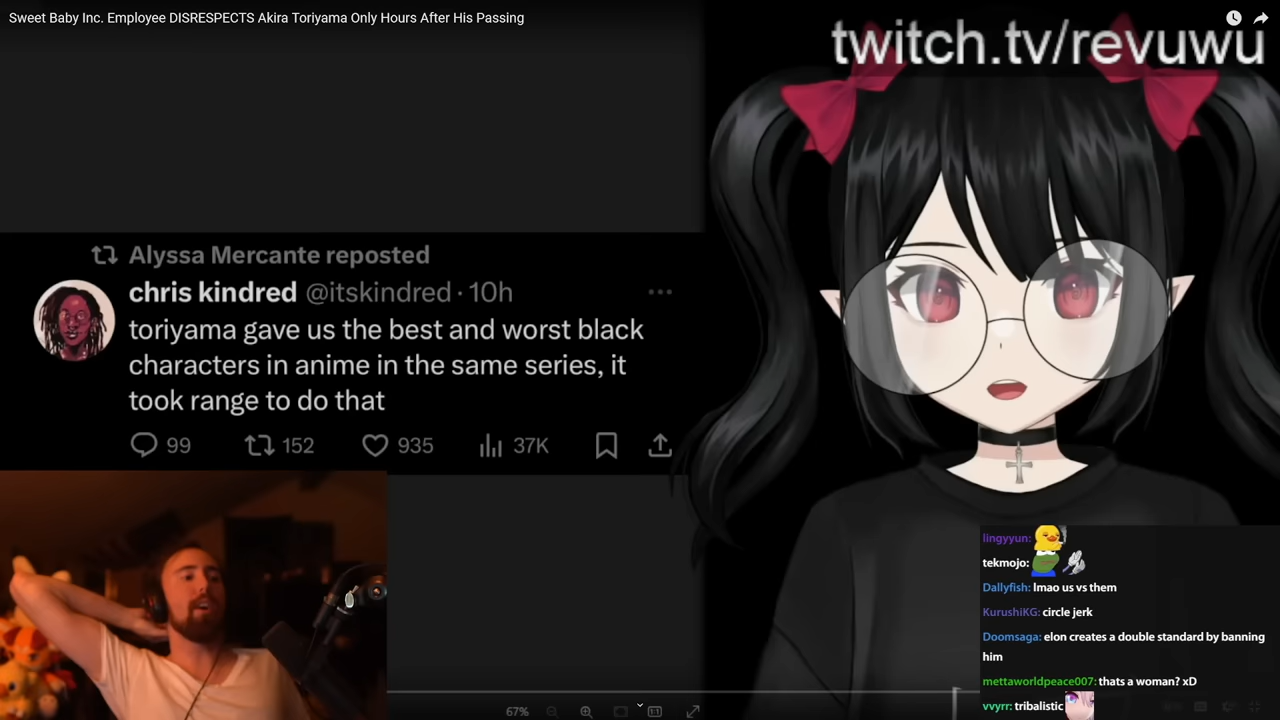 Sweet Baby Inc. Employee DISRESPECTS Akira Toriyama Only Hours After His Passing
twitch.tv/revuwu
Alyssa Mercante reposted
chris kindred @itskindred · 10h
toriyama gave us the best and worst black
characters in anime in the same series, it
took range to do that
99 152 935 37K
lingyyun:
tekmojo:
Dallyfish: lmao us vs them
KurushiKG: circle jerk
Doomsaga: elon creates a double standard by banning
him
mettaworldpeace007: thats a woman? xD
vvyrr: tribalistic
67% 1:1